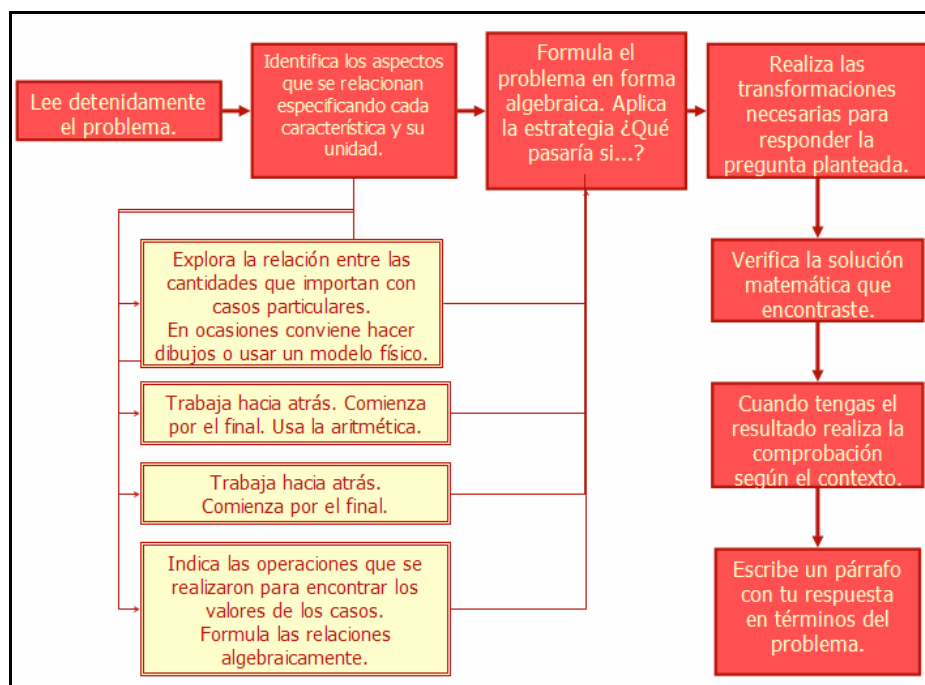 Lee detenidamente
el problema.
Identifica los aspectos
que se relacionan
especificando cada
característica y su
unidad.
Formula el
problema en forma
algebraica. Aplica
la estrategia ¿Qué
pasaría si...?
Realiza las
transformaciones
necesarias para
responder la
pregunta planteada.
Explora la relación entre las
cantidades que importan con
casos particulares.
En ocasiones conviene hacer
dibujos o usar un modelo físico.
Trabaja hacia atrás. Comienza
por el final. Usa la aritmética.
Trabaja hacia atrás.
Comienza por el final.
Indica las operaciones que se
realizaron para encontrar los
valores de los casos.
Formula las relaciones
algebraicamente.
Verifica la solución
matemática que
encontraste.
Cuando tengas el
resultado realiza la
comprobación
según el contexto.
Escribe un párrafo
con tu respuesta
en términos del
problema.